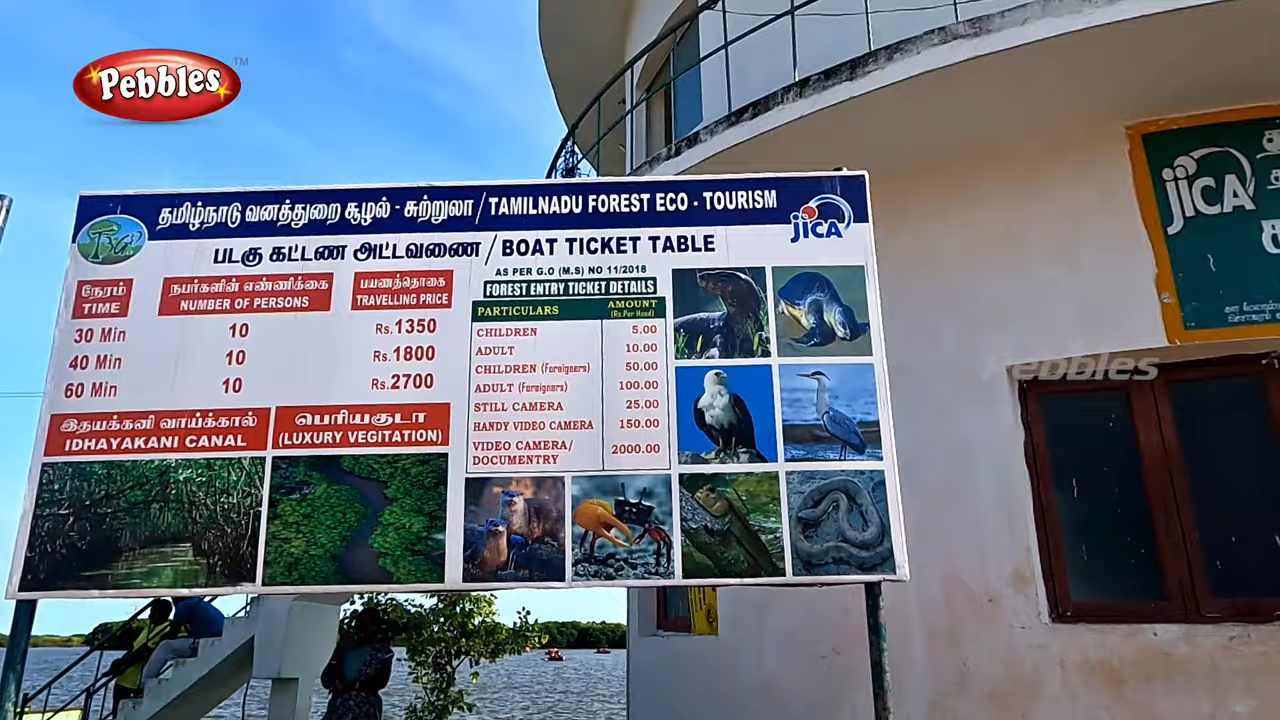 Pebbles TM
தமிழ்நாடு வனத்துறை சூழல் - சுற்றுலா / TAMILNADU FOREST ECO - TOURISM
JICA
படகு கட்டண அட்டவணை / BOAT TICKET TABLE
நேரம் TIME
நபர்களின் எண்ணிக்கை NUMBER OF PERSONS
பயணத்தொகை TRAVELLING PRICE
30 Min 10 Rs.1350
40 Min 10 Rs.1800
60 Min 10 Rs.2700
இதயக்கனி வாய்க்கால்
IDHAYAKANI CANAL
பெரியகுடா
(LUXURY VEGITATION)
AS PER G.O (M.S) NO 11/2018
FOREST ENTRY TICKET DETAILS
PARTICULARS AMOUNT (Rs.Per Head)
CHILDREN 5.00
ADULT 10.00
CHILDREN (Foreigners) 50.00
ADULT (Foreigners) 100.00
STILL CAMERA 25.00
HANDY VIDEO CAMERA 150.00
VIDEO CAMERA/ DOCUMENTRY 2000.00
JICA
Pebbles